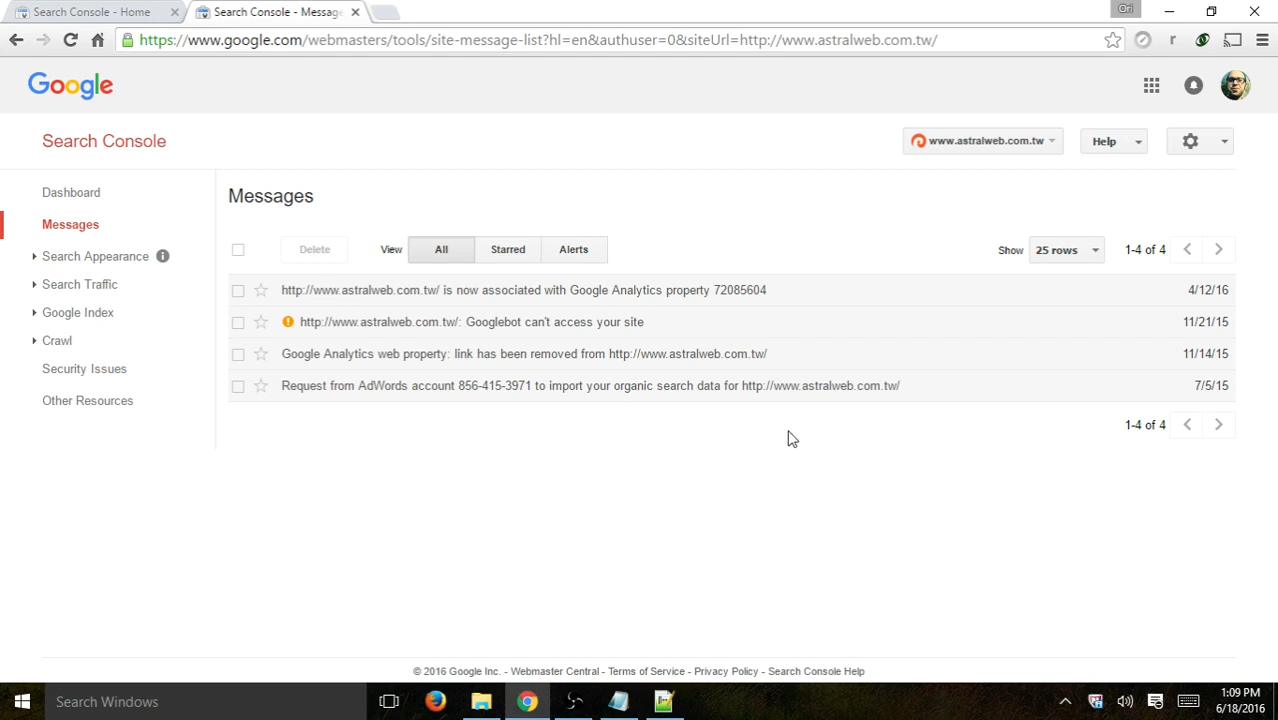 Search Console - Home
Search Console - Message
Ori
https://www.google.com/webmasters/tools/site-message-list?hl=en&authuser=0&siteUrl=http://www.astralweb.com.tw/
Google
Search Console
www.astralweb.com.tw
Help
Dashboard
Messages
Search Appearance
Search Traffic
Google Index
Crawl
Security Issues
Other Resources
Messages
Delete View All Starred Alerts Show 25 rows 1-4 of 4
http://www.astralweb.com.tw/ is now associated with Google Analytics property 72085604 4/12/16
http://www.astralweb.com.tw/: Googlebot can't access your site 11/21/15
Google Analytics web property: link has been removed from http://www.astralweb.com.tw/ 11/14/15
Request from AdWords account 856-415-3971 to import your organic search data for http://www.astralweb.com.tw/ 7/5/15
1-4 of 4
© 2016 Google Inc. - Webmaster Central - Terms of Service - Privacy Policy - Search Console Help
Search Windows
1:09 PM
6/18/2016